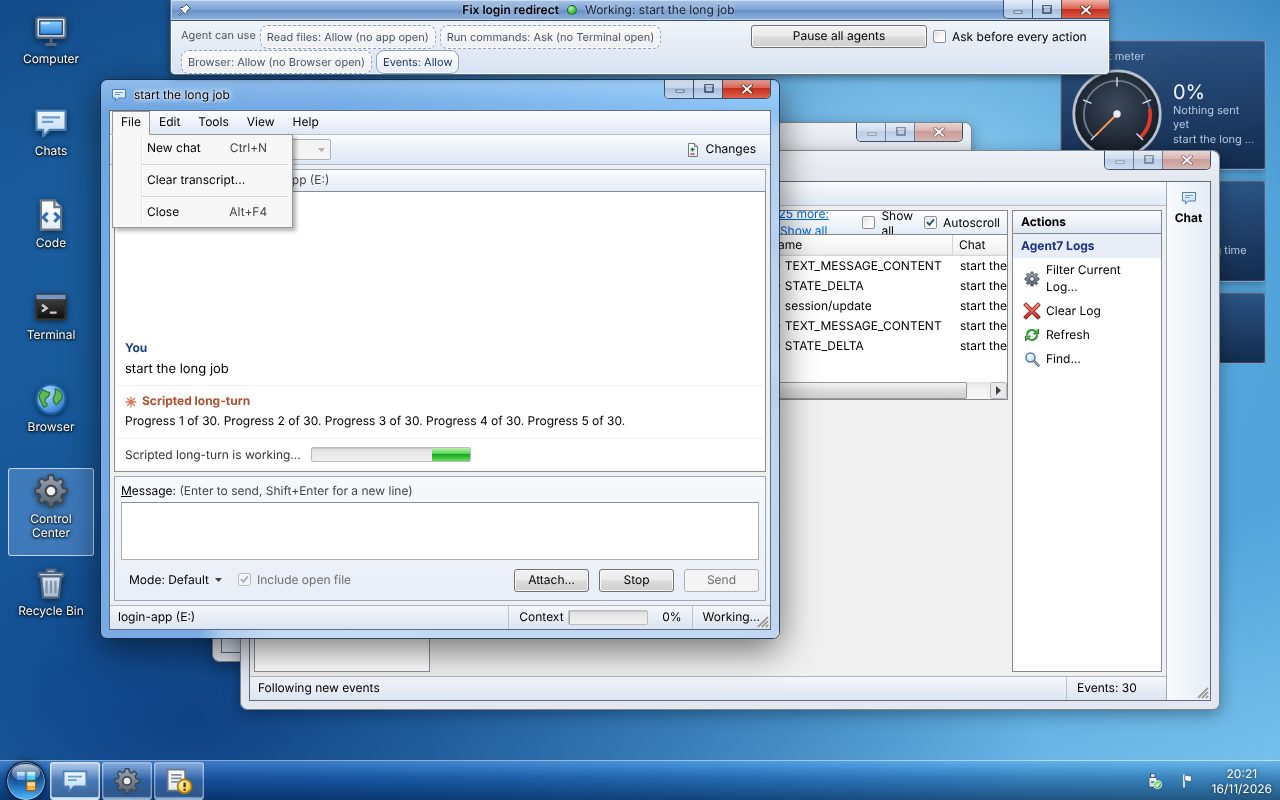 Fix login redirect Working: start the long job
Agent can use Read files: Allow (no app open) Run commands: Ask (no Terminal open)
Browser: Allow (no Browser open) Events: Allow
Pause all agents Ask before every action
Computer
Chats
Code
Terminal
Browser
Control
Center
Recycle Bin
start the long job
File Edit Tools View Help
New chat Ctrl+N
Clear transcript...
Close Alt+F4
Changes
(E:)
You
start the long job
Scripted long-turn
Progress 1 of 30. Progress 2 of 30. Progress 3 of 30. Progress 4 of 30. Progress 5 of 30.
Scripted long-turn is working...
Message: (Enter to send, Shift+Enter for a new line)
Mode: Default Include open file Attach... Stop Send
login-app (E:) Context 0% Working...
meter
0%
Nothing sent
yet
start the long ...
time
25 more:
Show all
Show
all
Autoscroll
Chat
TEXT_MESSAGE_CONTENT start the
STATE_DELTA start the
session/update start the
TEXT_MESSAGE_CONTENT start the
STATE_DELTA start the
Actions
Agent7 Logs
Filter Current
Log...
Clear Log
Refresh
Find...
Chat
Following new events Events: 30
20:21
16/11/2026